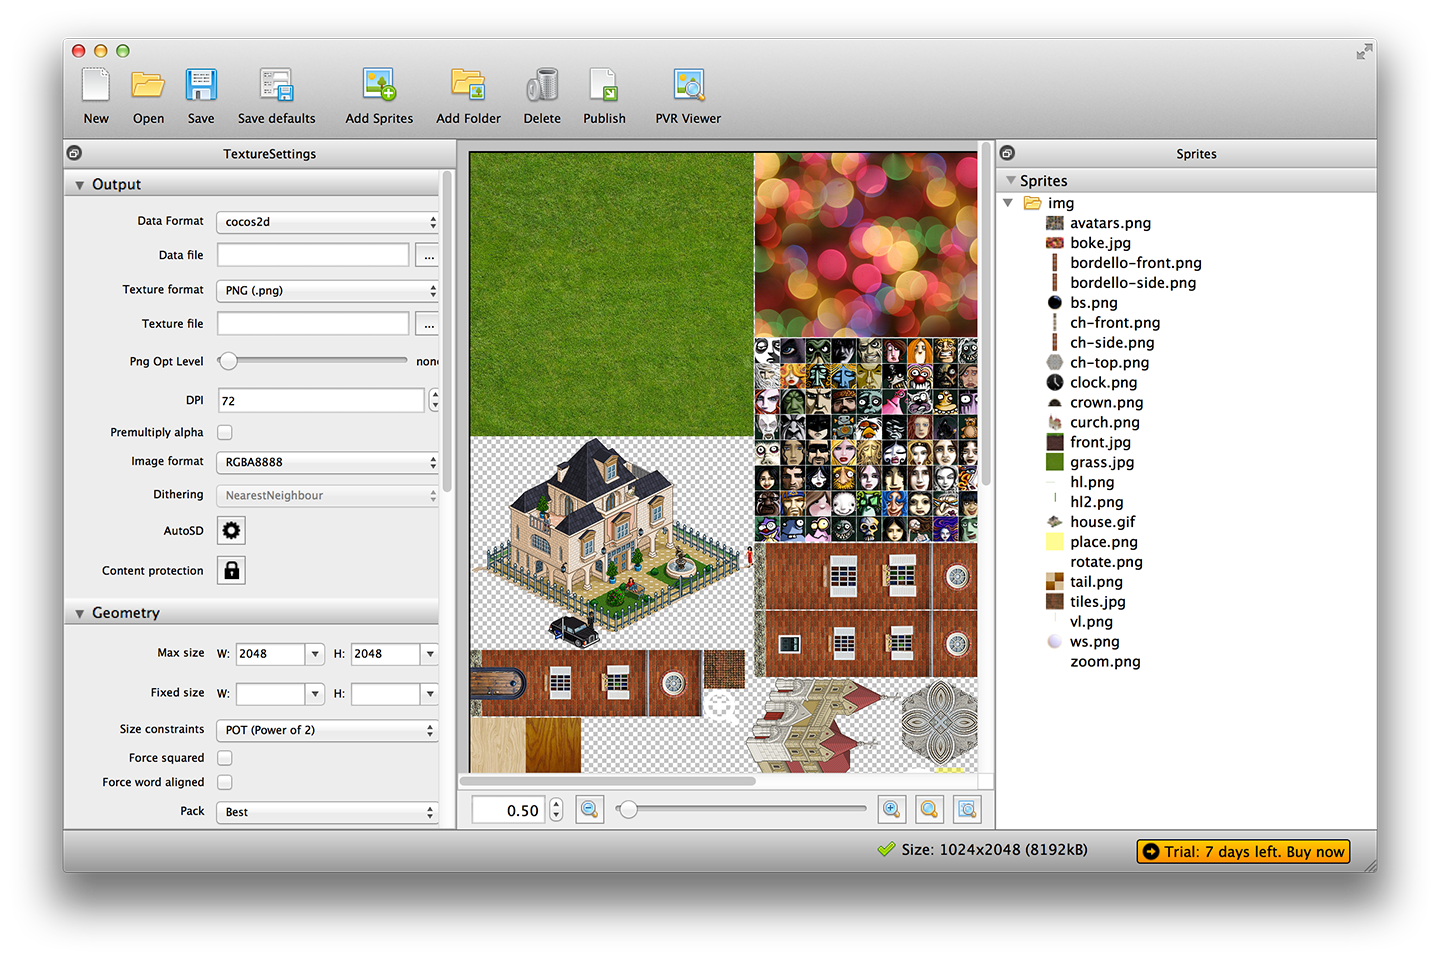 New Open Save Save defaults Add Sprites Add Folder Delete Publish PVR Viewer
TextureSettings
Output
Data Format cocos2d
Data file ...
Texture format PNG (.png)
Texture file ...
Png Opt Level none
DPI 72
Premultiply alpha
Image format RGBA8888
Dithering NearestNeighbour
AutoSD
Content protection
Geometry
Max size W: 2048 H: 2048
Fixed size W: H:
Size constraints POT (Power of 2)
Force squared
Force word aligned
Pack Best
0.50
Sprites
Sprites
img
avatars.png
boke.jpg
bordello-front.png
bordello-side.png
bs.png
ch-front.png
ch-side.png
ch-top.png
clock.png
crown.png
curch.png
front.jpg
grass.jpg
hl.png
hl2.png
house.gif
place.png
rotate.png
tail.png
tiles.jpg
vl.png
ws.png
zoom.png
Size: 1024x2048 (8192kB)
Trial: 7 days left. Buy now